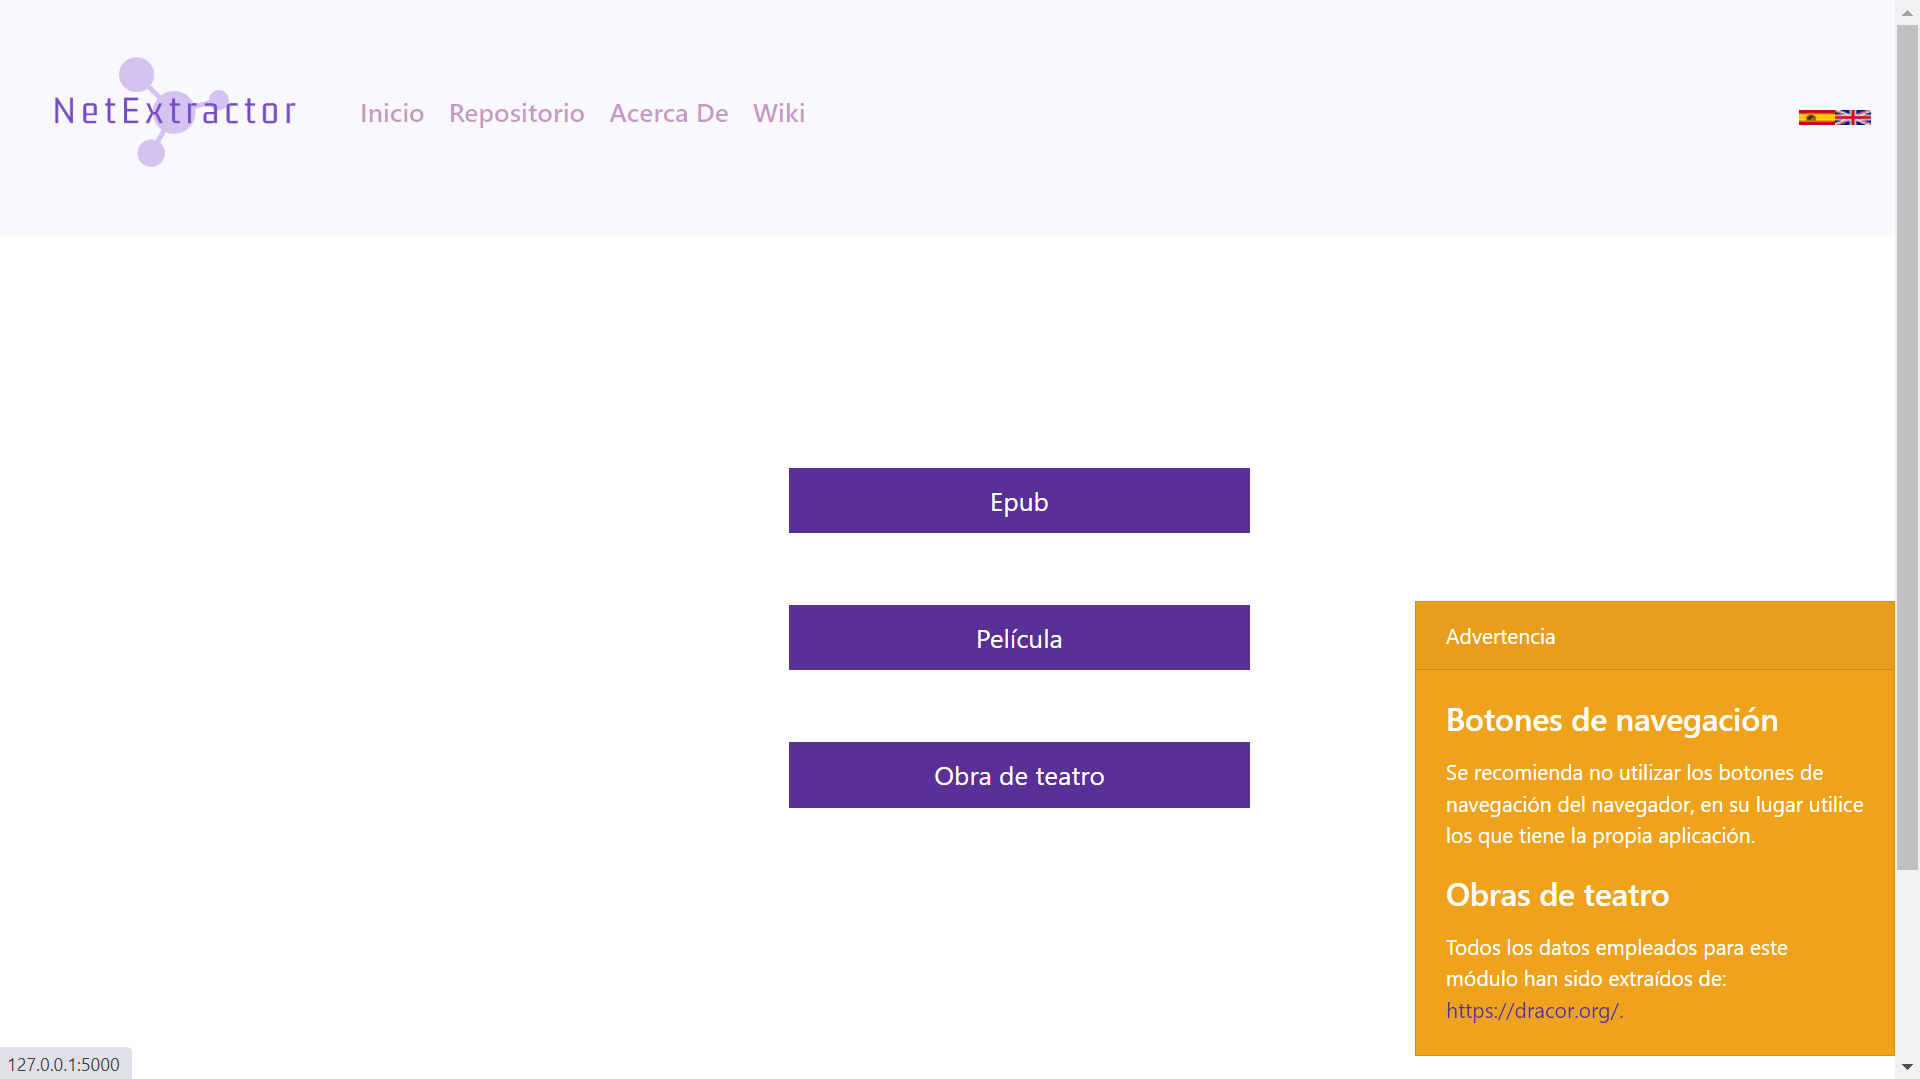 NetExtractor
Inicio Repositorio Acerca De Wiki
Epub
Película
Obra de teatro
Advertencia
Botones de navegación
Se recomienda no utilizar los botones de
navegación del navegador, en su lugar utilice
los que tiene la propia aplicación.
Obras de teatro
Todos los datos empleados para este
módulo han sido extraídos de:
https://dracor.org/.
127.0.0.1:5000